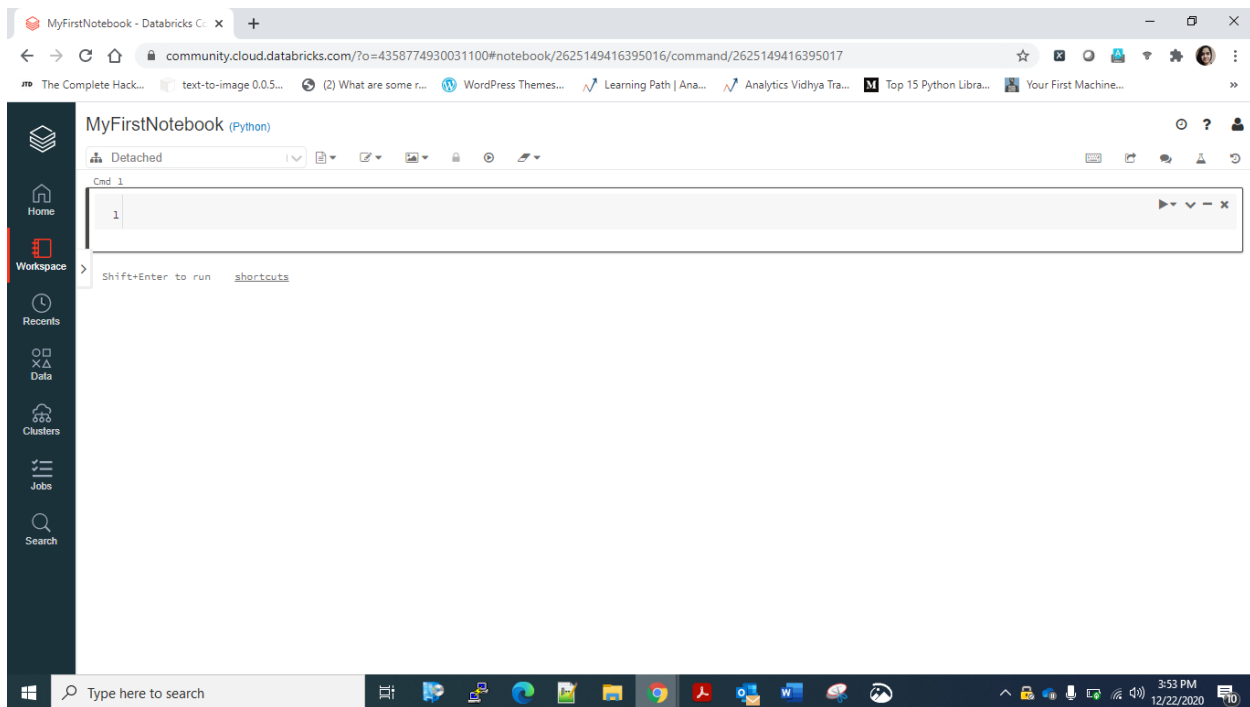 MyFirstNotebook - Databricks Co
community.cloud.databricks.com/?o=4358774930031100#notebook/2625149416395016/command/2625149416395017
JTD The Complete Hack... text-to-image 0.0.5... (2) What are some r... WordPress Themes... Learning Path | Ana... Analytics Vidhya Tra... M Top 15 Python Libra... Your First Machine... »
MyFirstNotebook (Python)
Detached
Cmd 1
1
Shift+Enter to run shortcuts
Home
Workspace
Recents
Data
Clusters
Jobs
Search
Type here to search
3:53 PM
12/22/2020